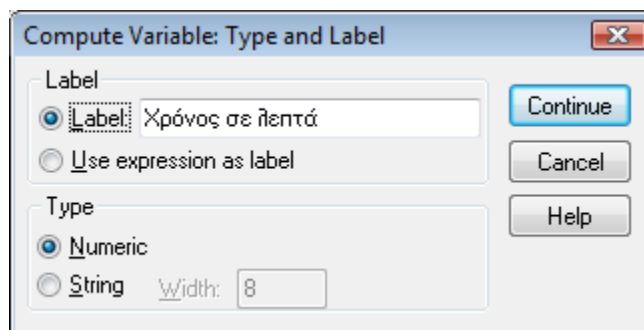 Compute Variable: Type and Label
Label
Label: Χρόνος σε λεπτά
Use expression as label
Type
Numeric
String Width: 8
Continue
Cancel
Help